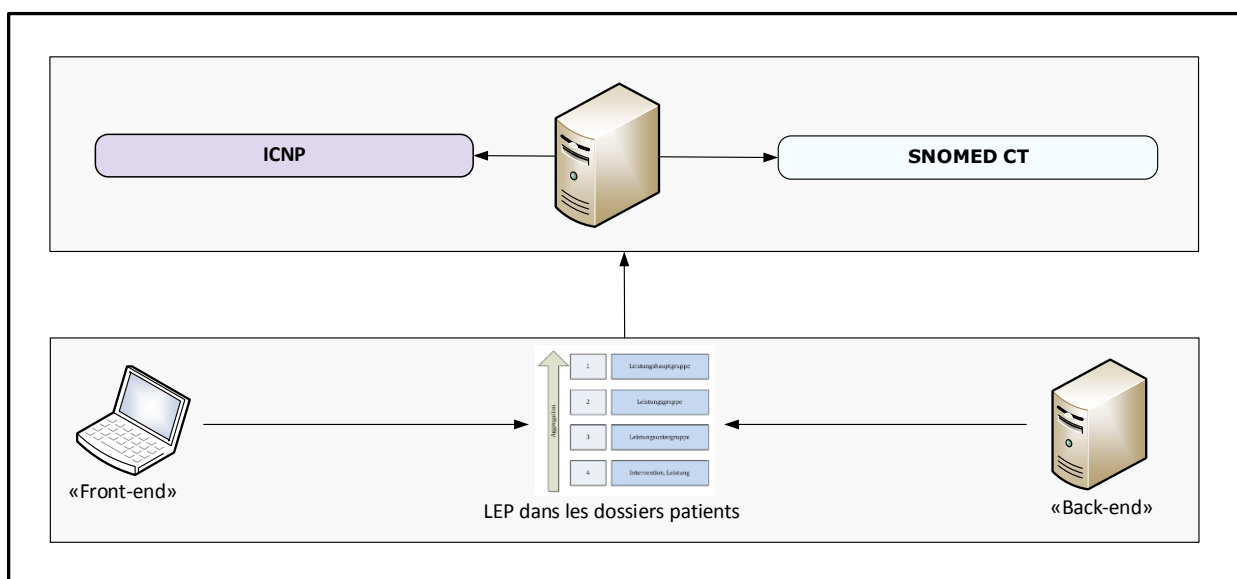 ICNP
SNOMED CT
Aggregation
1
Leistungshauptgruppe
2
Leistungsgruppe
3
Leistungsuntergruppe
4
Intervention, Leistung
«Front-end»
LEP dans les dossiers patients
«Back-end»